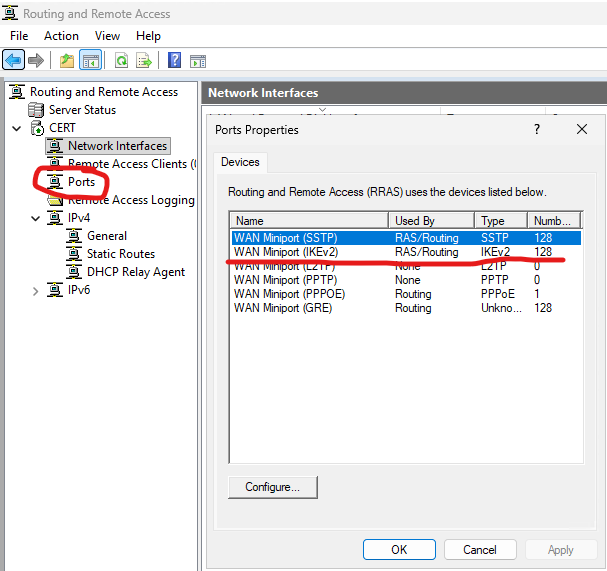 Routing and Remote Access
File Action View Help
Routing and Remote Access
Server Status
CERT
Network Interfaces
Remote Access Clients (
Ports
Remote Access Logging
IPv4
General
Static Routes
DHCP Relay Agent
IPv6
Network Interfaces
Ports Properties
Devices
Routing and Remote Access (RRAS) uses the devices listed below.
Name Used By Type Numb...
WAN Miniport (SSTP) RAS/Routing SSTP 128
WAN Miniport (IKEv2) RAS/Routing IKEv2 128
WAN Miniport (L2TP) None L2TP 0
WAN Miniport (PPTP) None PPTP 0
WAN Miniport (PPPOE) Routing PPPoE 1
WAN Miniport (GRE) Routing Unkno... 128
Configure...
OK Cancel Apply